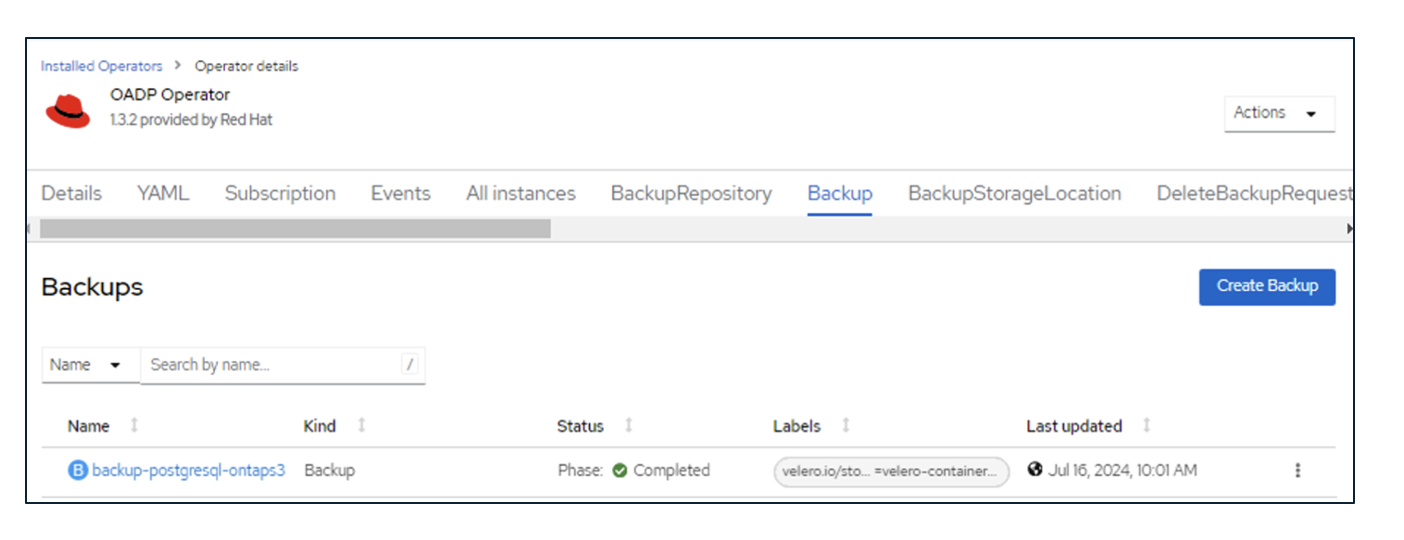 Installed Operators > Operator details
OADP Operator
1.3.2 provided by Red Hat
Actions
Details YAML Subscription Events All instances BackupRepository Backup BackupStorageLocation DeleteBackupRequest
Backups
Create Backup
Name Search by name... /
Name Kind Status Labels Last updated
B backup-postgresql-ontaps3 Backup Phase: Completed velero.io/sto... =velero-container... Jul 16, 2024, 10:01 AM